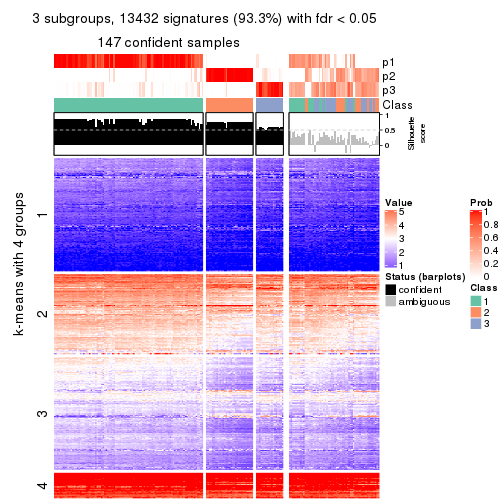 3 subgroups, 13432 signatures (93.3%) with fdr < 0.05
147 confident samples
p1
p2
p3
Class
1
0.5
0
Silhouette
score
k-means with 4 groups
1
2
3
4
Value
5
4
3
2
1
Status (barplots)
confident
ambiguous
Prob
1
0.8
0.6
0.4
0.2
0
Class
1
2
3